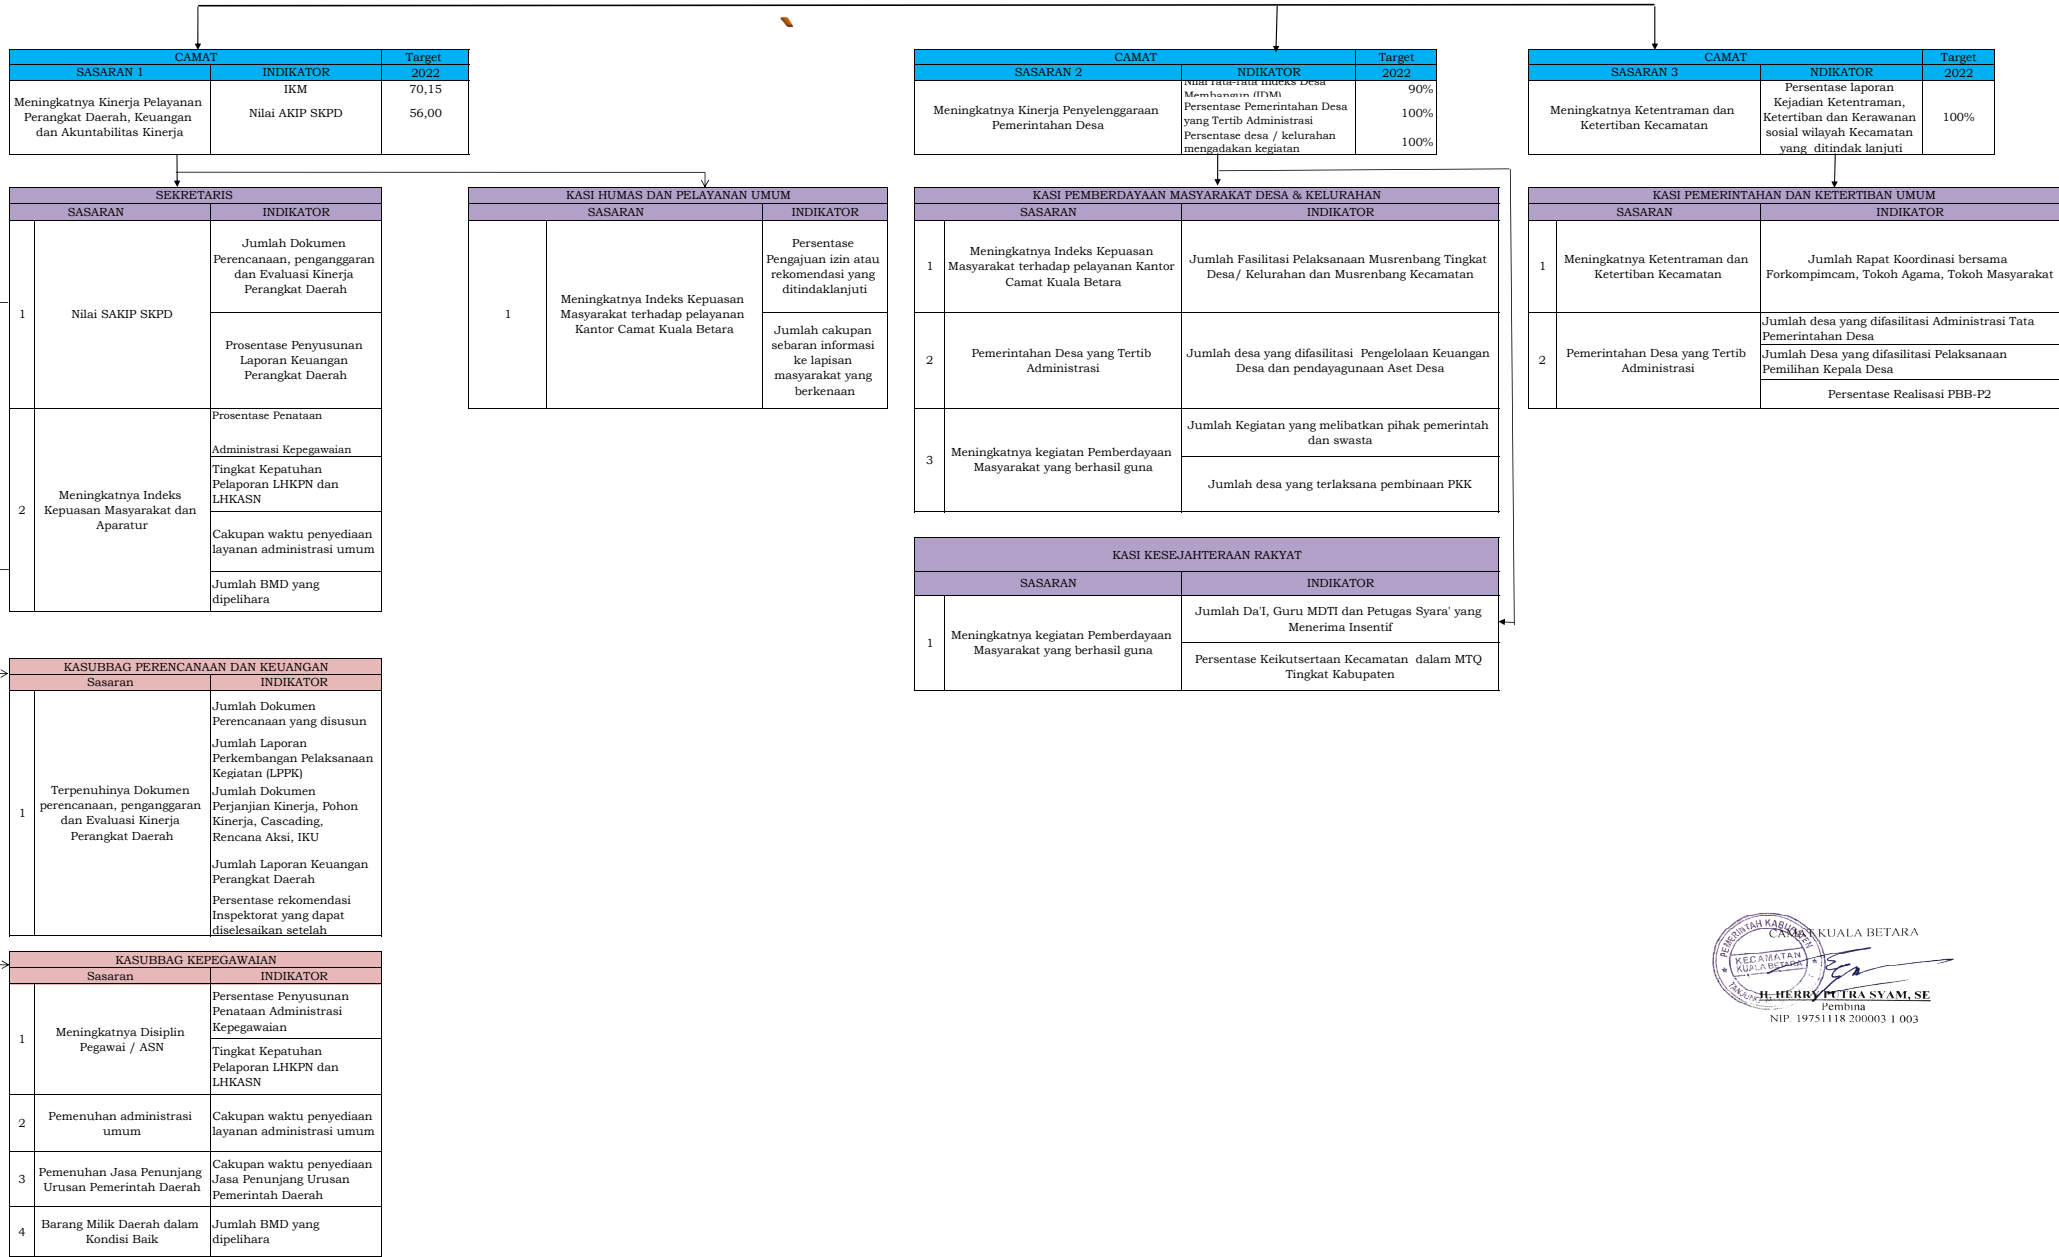 CAMAT
Target
SASARAN 1
INDIKATOR
2022
Meningkatnya Kinerja Pelayanan
Perangkat Daerah, Keuangan
dan Akuntabilitas Kinerja
IKM
70,15
Nilai AKIP SKPD
56,00
CAMAT
Target
SASARAN 2
NDIKATOR
2022
Meningkatnya Kinerja Penyelenggaraan
Pemerintahan Desa
Nilai rata-rata Indeks Desa
Membangun (IDM)
90%
Persentase Pemerintahan Desa
yang Tertib Administrasi
100%
Persentase desa / kelurahan
mengadakan kegiatan
100%
CAMAT
Target
SASARAN 3
NDIKATOR
2022
Meningkatnya Ketentraman dan
Ketertiban Kecamatan
Persentase laporan
Kejadian Ketentraman,
Ketertiban dan Kerawanan
sosial wilayah Kecamatan
yang ditindak lanjuti
100%
SEKRETARIS
SASARAN
INDIKATOR
1
Nilai SAKIP SKPD
Jumlah Dokumen
Perencanaan, penganggaran
dan Evaluasi Kinerja
Perangkat Daerah
Prosentase Penyusunan
Laporan Keuangan
Perangkat Daerah
2
Meningkatnya Indeks
Kepuasan Masyarakat dan
Aparatur
Prosentase Penataan
Administrasi Kepegawaian
Tingkat Kepatuhan
Pelaporan LHKPN dan
LHKASN
Cakupan waktu penyediaan
layanan administrasi umum
Jumlah BMD yang
dipelihara
KASI HUMAS DAN PELAYANAN UMUM
SASARAN
INDIKATOR
1
Meningkatnya Indeks Kepuasan
Masyarakat terhadap pelayanan
Kantor Camat Kuala Betara
Persentase
Pengajuan izin atau
rekomendasi yang
ditindaklanjuti
Jumlah cakupan
sebaran informasi
ke lapisan
masyarakat yang
berkenaan
KASI PEMBERDAYAAN MASYARAKAT DESA & KELURAHAN
SASARAN
INDIKATOR
1
Meningkatnya Indeks Kepuasan
Masyarakat terhadap pelayanan Kantor
Camat Kuala Betara
Jumlah Fasilitasi Pelaksanaan Musrenbang Tingkat
Desa/ Kelurahan dan Musrenbang Kecamatan
2
Pemerintahan Desa yang Tertib
Administrasi
Jumlah desa yang difasilitasi Pengelolaan Keuangan
Desa dan pendayagunaan Aset Desa
3
Meningkatnya kegiatan Pemberdayaan
Masyarakat yang berhasil guna
Jumlah Kegiatan yang melibatkan pihak pemerintah
dan swasta
Jumlah desa yang terlaksana pembinaan PKK
KASI PEMERINTAHAN DAN KETERTIBAN UMUM
SASARAN
INDIKATOR
1
Meningkatnya Ketentraman dan
Ketertiban Kecamatan
Jumlah Rapat Koordinasi bersama
Forkompimcam, Tokoh Agama, Tokoh Masyarakat
2
Pemerintahan Desa yang Tertib
Administrasi
Jumlah desa yang difasilitasi Administrasi Tata
Pemerintahan Desa
Jumlah Desa yang difasilitasi Pelaksanaan
Pemilihan Kepala Desa
Persentase Realisasi PBB-P2
KASI KESEJAHTERAAN RAKYAT
SASARAN
INDIKATOR
1
Meningkatnya kegiatan Pemberdayaan
Masyarakat yang berhasil guna
Jumlah Da'I, Guru MDTI dan Petugas Syara' yang
Menerima Insentif
Persentase Keikutsertaan Kecamatan dalam MTQ
Tingkat Kabupaten
KASUBBAG PERENCANAAN DAN KEUANGAN
Sasaran
INDIKATOR
1
Terpenuhinya Dokumen
perencanaan, penganggaran
dan Evaluasi Kinerja
Perangkat Daerah
Jumlah Dokumen
Perencanaan yang disusun
Jumlah Laporan
Perkembangan Pelaksanaan
Kegiatan (LPPK)
Jumlah Dokumen
Perjanjian Kinerja, Pohon
Kinerja, Cascading,
Rencana Aksi, IKU
Jumlah Laporan Keuangan
Perangkat Daerah
Persentase rekomendasi
Inspektorat yang dapat
diselesaikan setelah
KASUBBAG KEPEGAWAIAN
Sasaran
INDIKATOR
1
Meningkatnya Disiplin
Pegawai / ASN
Persentase Penyusunan
Penataan Administrasi
Kepegawaian
Tingkat Kepatuhan
Pelaporan LHKPN dan
LHKASN
2
Pemenuhan administrasi
umum
Cakupan waktu penyediaan
layanan administrasi umum
3
Pemenuhan Jasa Penunjang
Urusan Pemerintah Daerah
Cakupan waktu penyediaan
Jasa Penunjang Urusan
Pemerintah Daerah
4
Barang Milik Daerah dalam
Kondisi Baik
Jumlah BMD yang
dipelihara
CAMAT KUALA BETARA
PEMERINTAH KABUPATEN
KECAMATAN
KUALA BETARA
H. HERRY PUTRA SYAM, SE
Pembina
NIP. 19751118 200003 1 003